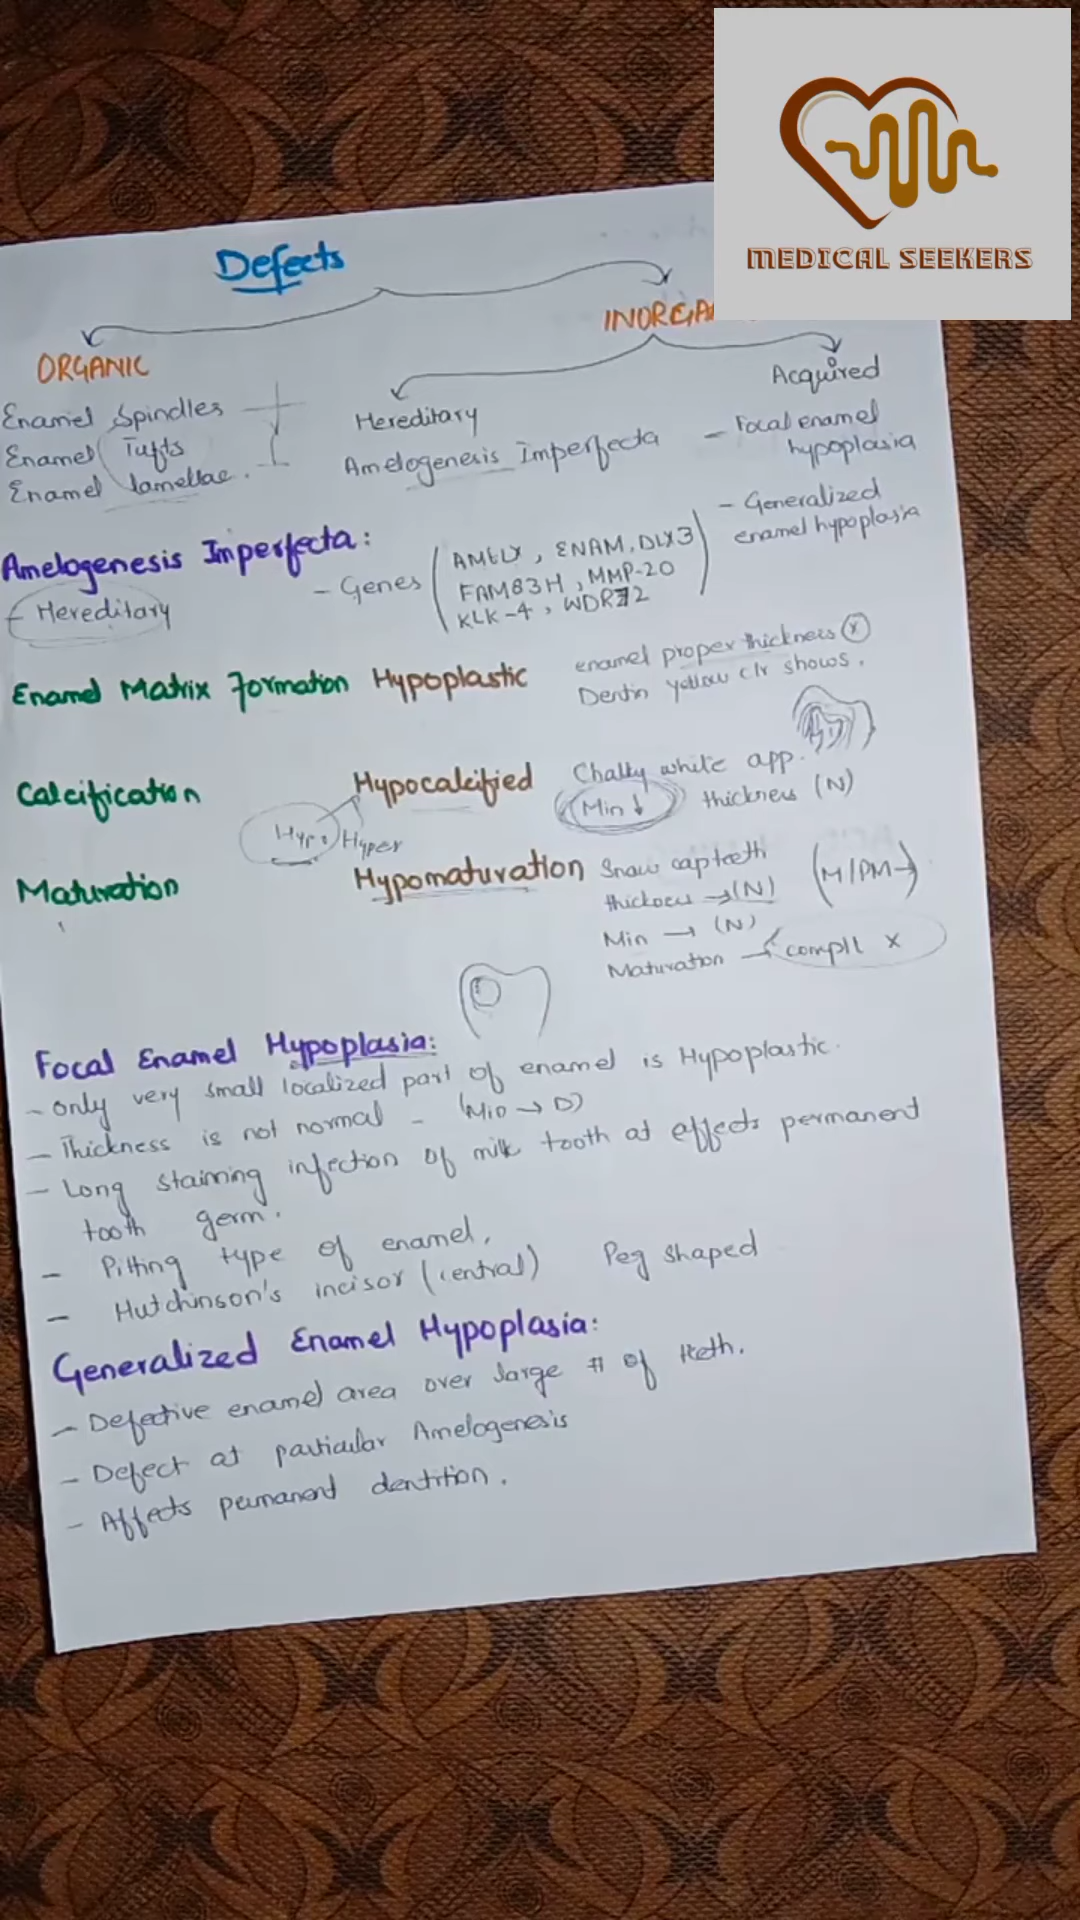 MEDICAL SEEKERS
Defects
ORGANIC
INORGA
Enamel Spindles
Enamel Tufts
Enamel lamellae.
Hereditary
Amelogenesis Imperfecta
Acquired
- Focal enamel
hypoplasia
- Generalized
enamel hypoplasia
Amelogenesis Imperfecta:
- Hereditary
- Genes
AMELX, ENAM, DLX3
FAM83H, MMP-20
KLK-4, WDR72
Enamel Matrix Formation Hypoplastic
enamel proper thickness x
Dentin yellow clr shows.
Calcification Hypocalcified
Chalky white app.
Min ↓ thickness (N)
Hypo Hyper
Maturation Hypomaturation
Snow cap teeth
thickness → (N)
(M/PM→)
Min → (N)
Maturation → complt x
Focal Enamel Hypoplasia:
- Only very small localized part of enamel is Hypoplastic.
- Thickness is not normal -
- Long staining infection of milk tooth at effects permanent
tooth germ.
- Pitting type of enamel.
- Hutchinson's incisor (central) Peg shaped
Generalized Enamel Hypoplasia:
- Defective enamel area over large # of teeth.
- Defect at particular Amelogenesis
- Affects permanent dentition.